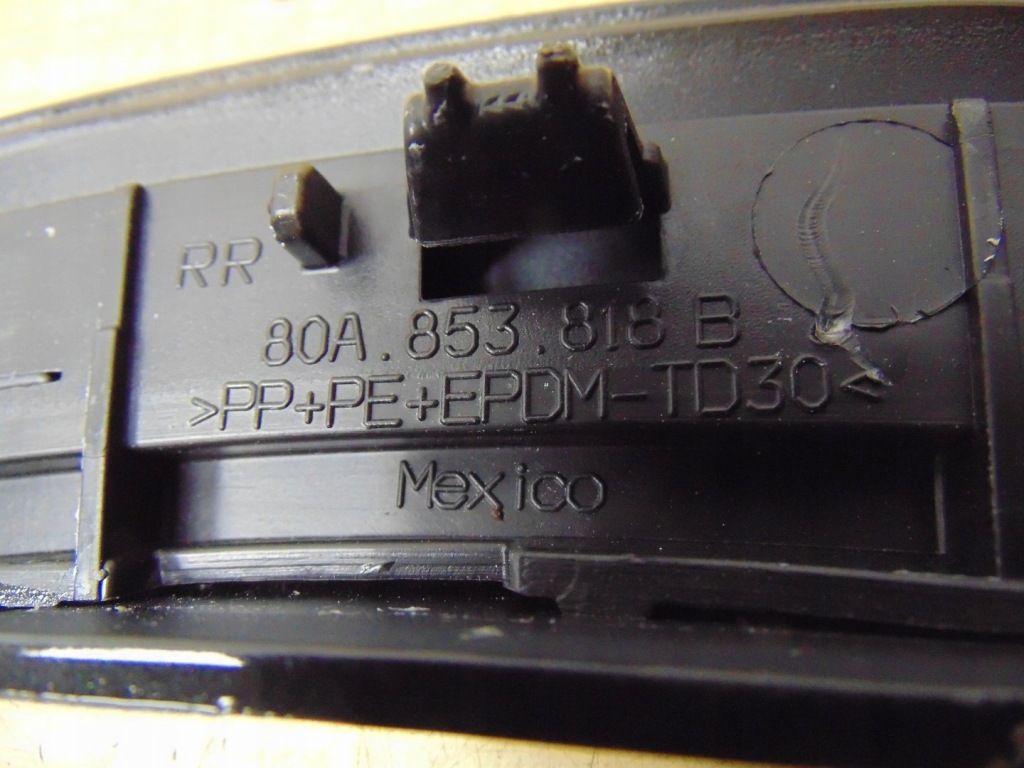 RR
80A.853.818 B
>PP+PE+EPDM-TD30<
Mexico